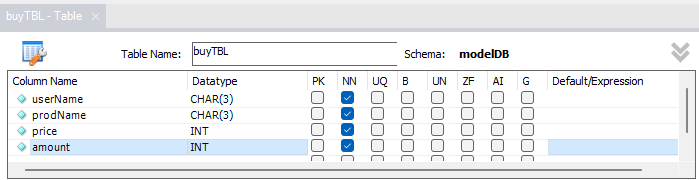 buyTBL - Table ×
Table Name: buyTBL Schema: modelDB
Column Name Datatype PK NN UQ B UN ZF AI G Default/Expression
userName CHAR(3)
prodName CHAR(3)
price INT
amount INT